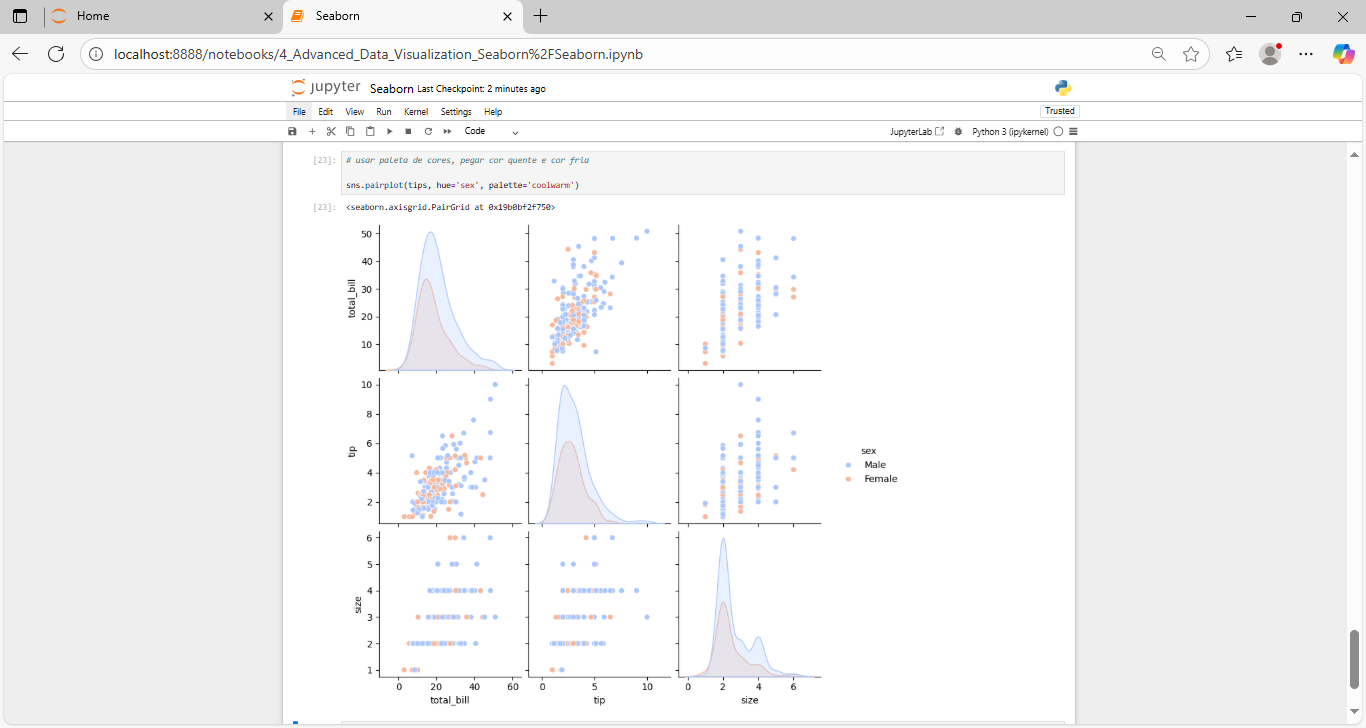 Home
Seaborn
localhost:8888/notebooks/4_Advanced_Data_Visualization_Seaborn%2FSeaborn.ipynb
jupyter Seaborn Last Checkpoint: 2 minutes ago
File Edit View Run Kernel Settings Help
Trusted
Code
JupyterLab
Python 3 (ipykernel)
[23]:
# usar paleta de cores, pegar cor quente e cor fria
sns.pairplot(tips, hue='sex', palette='coolwarm')
[23]:
<seaborn.axisgrid.PairGrid at 0x19b0bf2f750>
total_bill
50
40
30
20
10
tip
10
8
6
4
2
sex
Male
Female
size
6
5
4
3
2
1
0 20 40 60
0 5 10
0 2 4 6
total_bill
tip
size